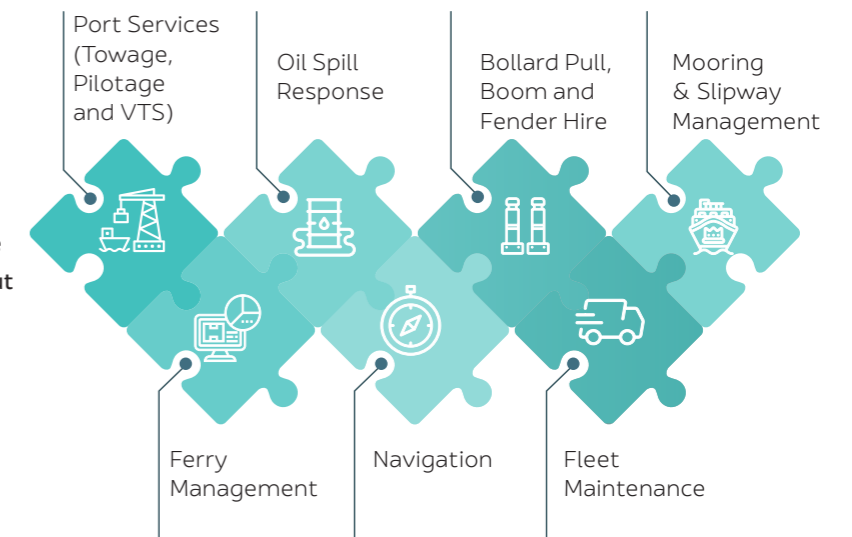 Port Services
(Towage,
Pilotage
and VTS)
Oil Spill
Response
Bollard Pull,
Boom and
Fender Hire
Mooring
& Slipway
Management
Ferry
Management
Navigation
Fleet
Maintenance